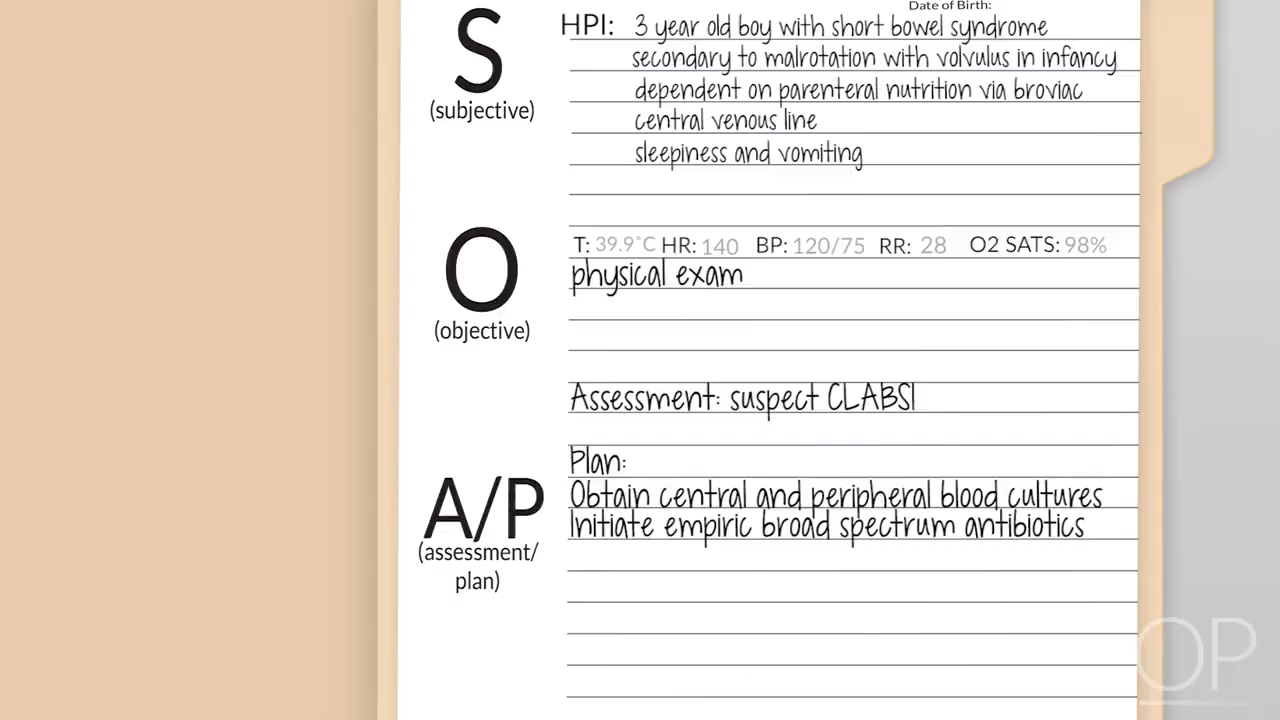 Date of Birth:
S
(subjective)
HPI: 3 year old boy with short bowel syndrome
secondary to malrotation with volvulus in infancy
dependent on parenteral nutrition via broviac
central venous line
sleepiness and vomiting
O
(objective)
T: 39.9°C HR: 140 BP: 120/75 RR: 28 O2 SATS: 98%
physical exam
A/P
(assessment/
plan)
Assessment: suspect CLABSI
Plan:
Obtain central and peripheral blood cultures
Initiate empiric broad spectrum antibiotics
OP